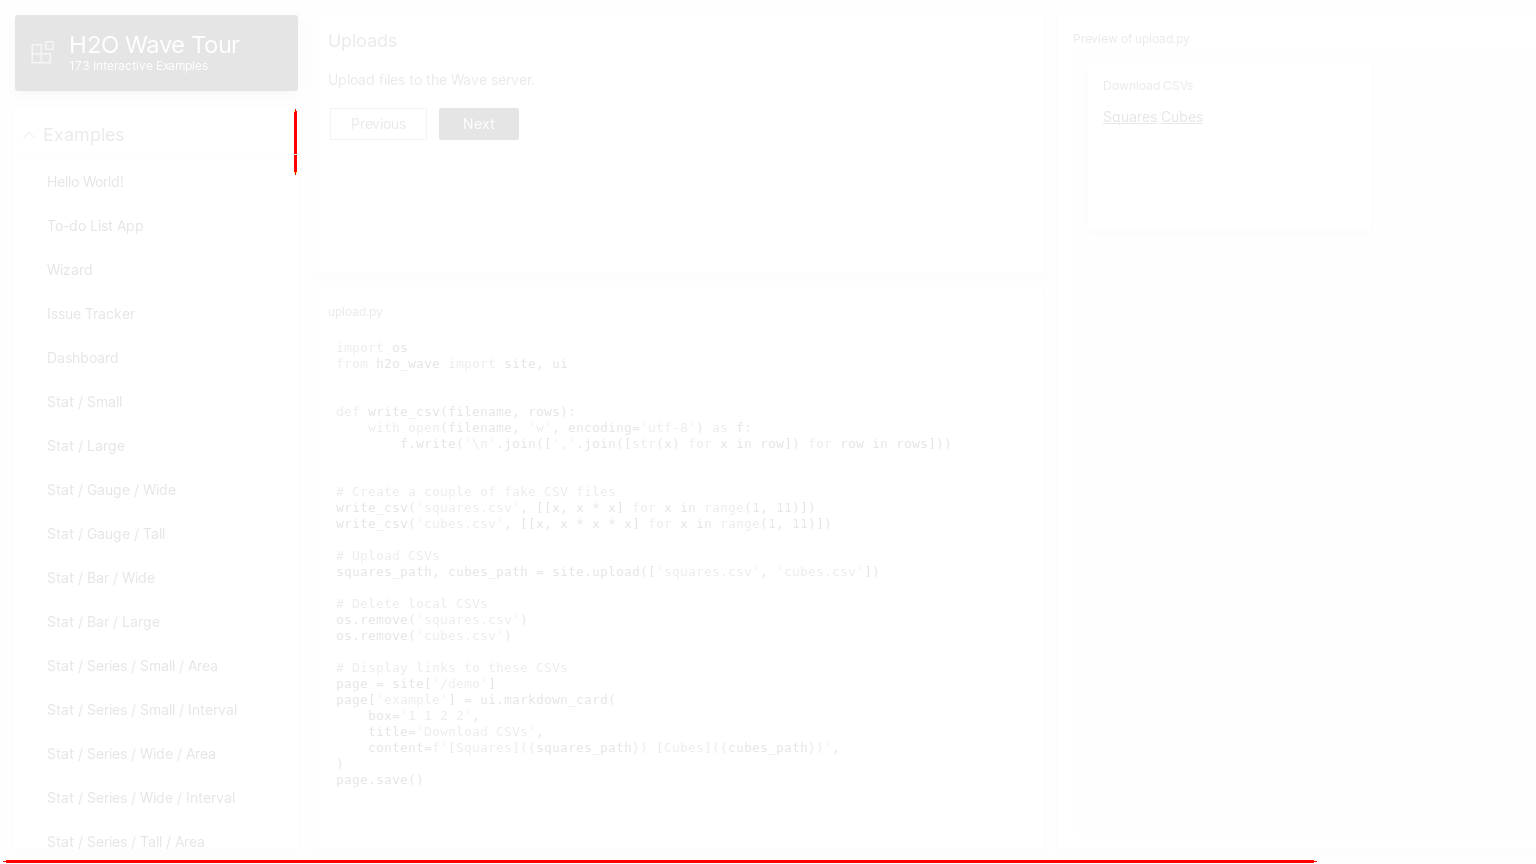 H2O Wave Tour
173 Interactive Examples
Examples
Hello World!
To-do List App
Wizard
Issue Tracker
Dashboard
Stat / Small
Stat / Large
Stat / Gauge / Wide
Stat / Gauge / Tall
Stat / Bar / Wide
Stat / Bar / Large
Stat / Series / Small / Area
Stat / Series / Small / Interval
Stat / Series / Wide / Area
Stat / Series / Wide / Interval
Stat / Series / Tall / Area
Uploads
Upload files to the Wave server.
Previous
Next
upload.py
import os
from h2o_wave import site, ui
def write_csv(filename, rows):
    with open(filename, 'w', encoding='utf-8') as f:
        f.write('\n'.join([','.join([str(x) for x in row]) for row in rows]))
# Create a couple of fake CSV files
write_csv('squares.csv', [[x, x * x] for x in range(1, 11)])
write_csv('cubes.csv', [[x, x * x * x] for x in range(1, 11)])
# Upload CSVs
squares_path, cubes_path = site.upload(['squares.csv', 'cubes.csv'])
# Delete local CSVs
os.remove('squares.csv')
os.remove('cubes.csv')
# Display links to these CSVs
page = site['/demo']
page['example'] = ui.markdown_card(
    box='1 1 2 2',
    title='Download CSVs',
    content=f'[Squares]({squares_path}) [Cubes]({cubes_path})',
)
page.save()
Preview of upload.py
Download CSVs
Squares Cubes